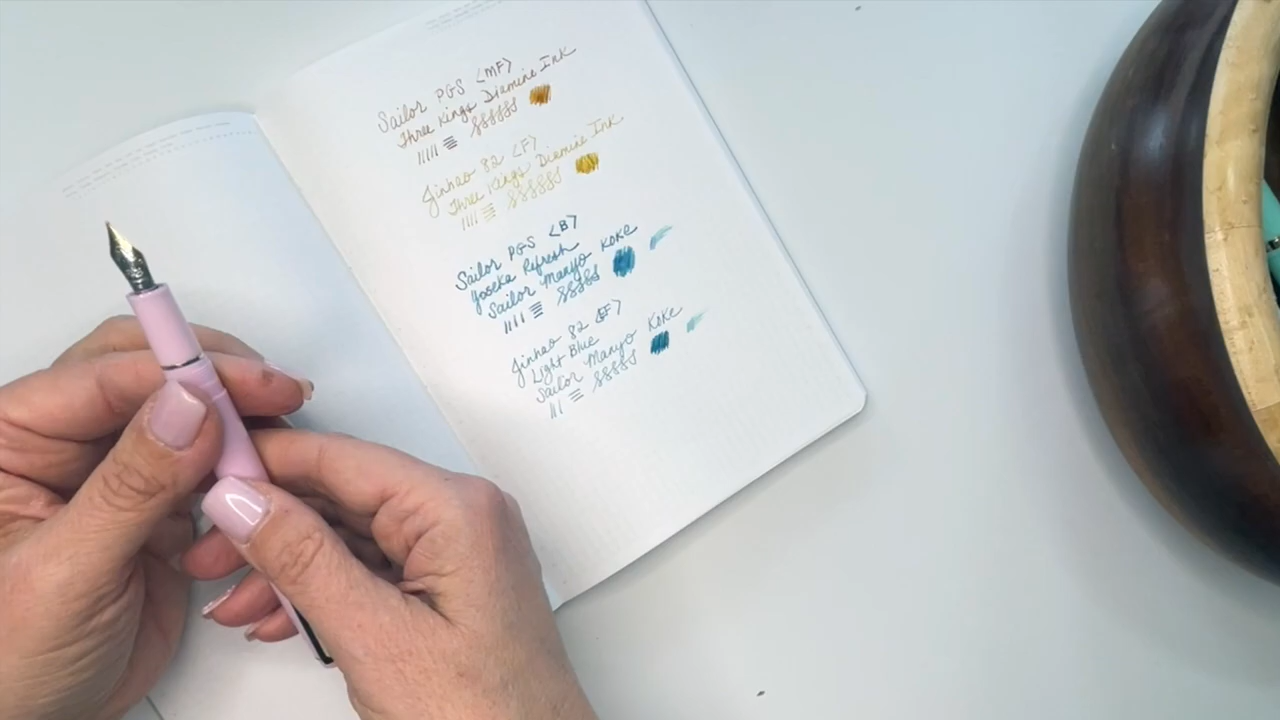 Sailor PGS <MF>
Three Kings Diamine Ink
Jinhao 82 <F>
Three Kings Diamine Ink
Sailor PGS <B>
Yoseka Refresh
Sailor Manyo Koke
Jinhao 82 <EF>
Light Blue
Sailor Manyo Koke